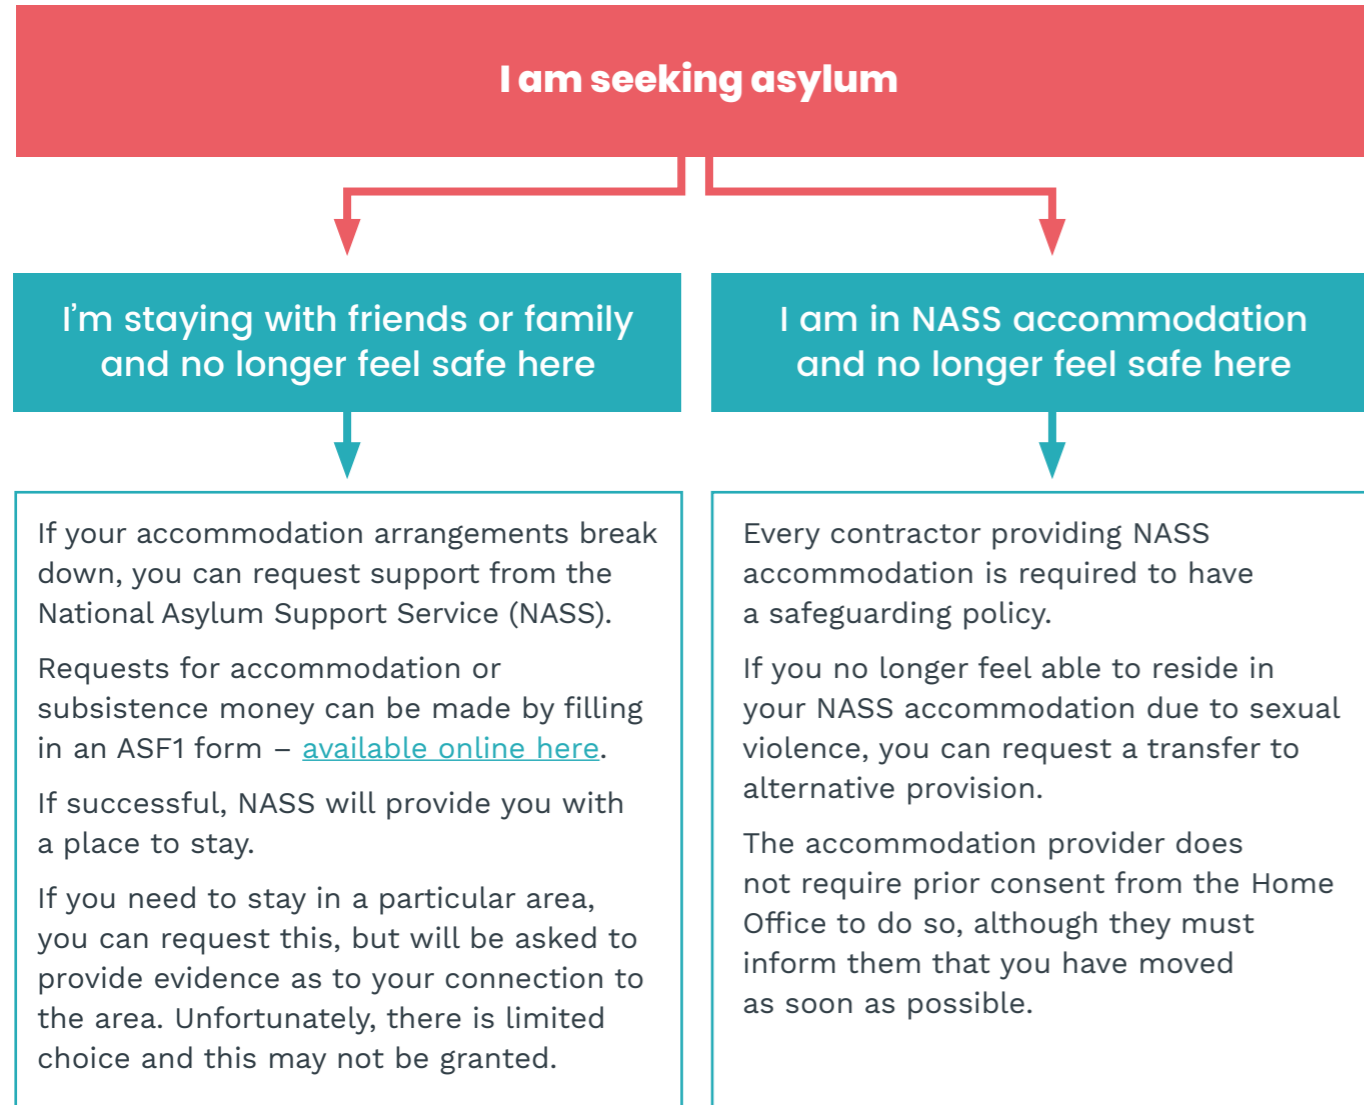 I am seeking asylum
I'm staying with friends or family
and no longer feel safe here
If your accommodation arrangements break
down, you can request support from the
National Asylum Support Service (NASS).
Requests for accommodation or
subsistence money can be made by filling
in an ASF1 form – available online here.
If successful, NASS will provide you with
a place to stay.
If you need to stay in a particular area,
you can request this, but will be asked to
provide evidence as to your connection to
the area. Unfortunately, there is limited
choice and this may not be granted.
I am in NASS accommodation
and no longer feel safe here
Every contractor providing NASS
accommodation is required to have
a safeguarding policy.
If you no longer feel able to reside in
your NASS accommodation due to sexual
violence, you can request a transfer to
alternative provision.
The accommodation provider does
not require prior consent from the Home
Office to do so, although they must
inform them that you have moved
as soon as possible.